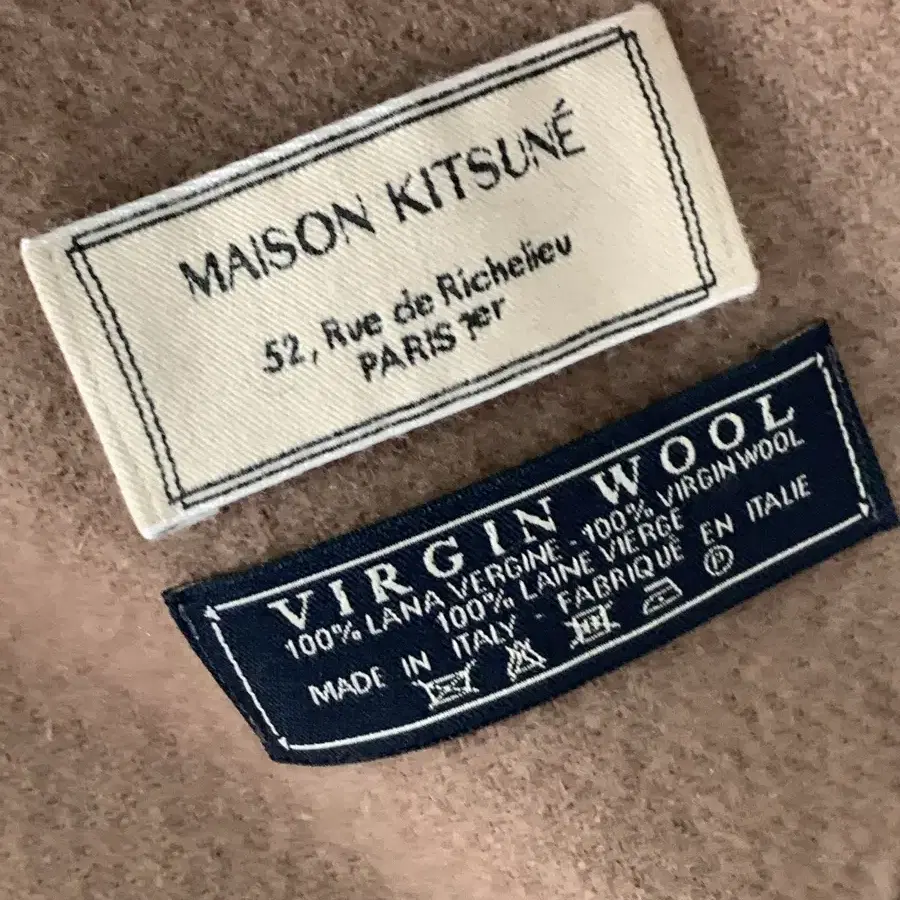 MAISON KITSUNÉ
52, Rue de Richelieu
PARIS 1er
VIRGIN WOOL
100% LANA VERGINE - 100% VIRGIN WOOL
100% LAINE VIERGE
MADE IN ITALY - FABRIQUÉ EN ITALIE
P